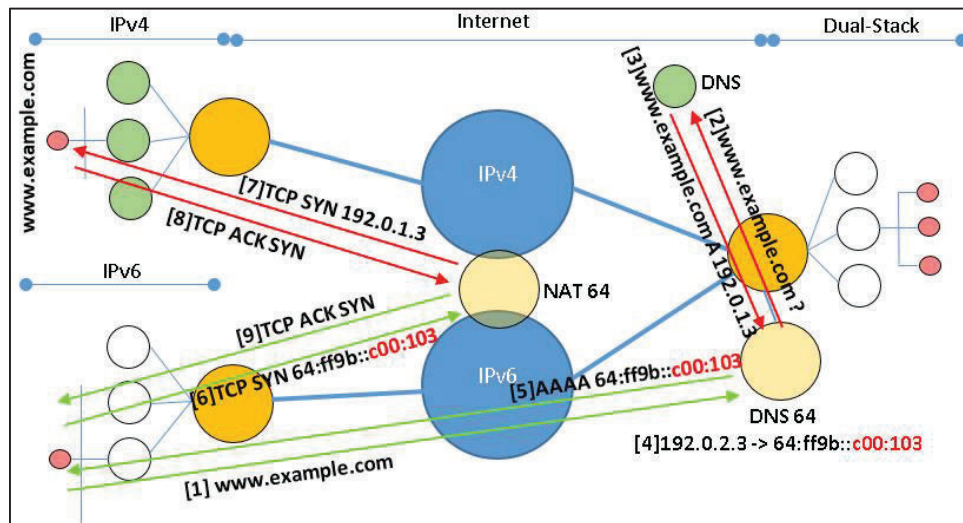 IPv4
Internet
Dual-Stack
www.example.com
[3]www.example.com A 192.0.1.3
DNS
[2]www.example.com ?
IPv4
[7]TCP SYN 192.0.1.3
[8]TCP ACK SYN
IPv6
NAT 64
[9]TCP ACK SYN
[6]TCP SYN 64:ff9b::c00:103
IPv6
[5]AAAA 64:ff9b::c00:103
DNS 64
[4]192.0.2.3 -> 64:ff9b::c00:103
[1] www.example.com